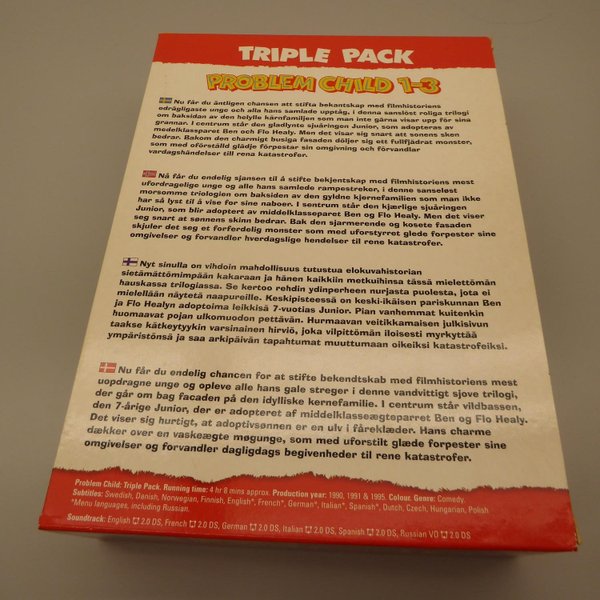 TRIPLE PACK
PROBLEM CHILD 1-3
Nu får du äntligen chansen att stifta bekantskap med filmhistoriens
odrägligaste unge och alla hans samlade upptåg, i denna sanslöst roliga trilogi
om baksidan av den helylle kärnfamiljen som man inte gärna visar upp för sina
grannar. I centrum står den gladlynte sjuåringen Junior, som adopteras av
medelklassparet Ben och Flo Healy. Men det visar sig snart att sonens sken
bedrar. Bakom den charmigt busiga fasaden döljer sig ett fullfjädrat monster,
som med oförställd glädje förpestar sin omgivning och förvandlar
vardagshändelser till rena katastrofer.
Nå får du endelig sjansen til å stifte bekjentskap med filmhistoriens mest
ufordragelige unge og alle hans samlede rampestreker, i denne sanseløst
morsomme triologien om baksiden av den gyldne kjernefamilien som man ikke
har så lyst til å vise for sine naboer. I sentrum står den kjærlige sjuåringen
Junior, som blir adoptert av middelklasseparet Ben og Flo Healy. Men det viser
seg snart at sønnens skinn bedrar. Bak den sjarmerende og kosete fasaden
skjuler det seg et forferdelig monster som med uforstyrret glede forpester sine
omgivelser og forvandler hverdagslige hendelser til rene katastrofer.
Nyt sinulla on vihdoin mahdollisuus tutustua elokuvahistorian
sietämättömimpään kakaraan ja hänen kaikkiin metkuihinsa tässä mielettömän
hauskassa trilogiassa. Se kertoo rehdin ydinperheen nurjasta puolesta, jota ei
mielellään näytetä naapureille. Keskipisteessä on keski-ikäisen pariskunnan Ben
ja Flo Healyn adoptoima leikkisä 7-vuotias Junior. Pian vanhemmat kuitenkin
huomaavat pojan ulkomuodon pettävän. Hurmaavan veitikkamaisen julkisivun
taakse kätkeytyykin varsinainen hirviö, joka vilpittömän iloisesti myrkyttää
ympäristönsä ja saa arkipäivän tapahtumat muuttumaan oikeiksi katastrofeiksi.
Nu får du endelig chancen for at stifte bekendtskab med filmhistoriens mest
uopdragne unge og opleve alle hans gale streger i denne vandvittigt sjove trilogi,
der går om bag facaden på den idylliske kernefamilie. I centrum står vildbassen,
den 7-årige Junior, der er adopteret af middelklasseægteparret Ben og Flo Healy.
Det viser sig hurtigt, at adoptivsønnen er en ulv i fåreklæder. Hans charme
dækker over en vaskeægte møgunge, som med uforstilt glæde forpester sine
omgivelser og forvandler dagligdags begivenheder til rene katastrofer.
Problem Child: Triple Pack. Running time: 4 hr 8 mins approx. Production year: 1990, 1991 & 1995. Colour. Genre: Comedy.
Subtitles: Swedish, Danish, Norwegian, Finnish, English*, French*, German*, Italian*, Spanish*, Dutch, Czech, Hungarian, Polish
*Menu languages, including Russian.
Soundtrack: English 2.0 DS, French 2.0 DS, German 2.0 DS, Italian 2.0 DS, Spanish 2.0 DS, Russian VO 2.0 DS